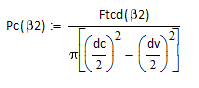 Pc(β2) := Ftcd(β2) / π[(dc/2)² − (dv/2)²]